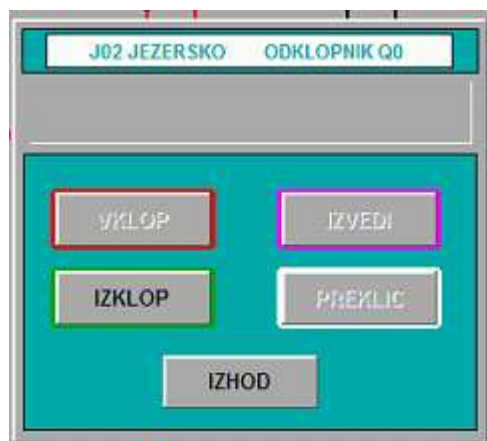 J02 JEZERSKO ODKLOPNIK Q0
VKLOP IZVEDI
IZKLOP PREKLIC
IZHOD